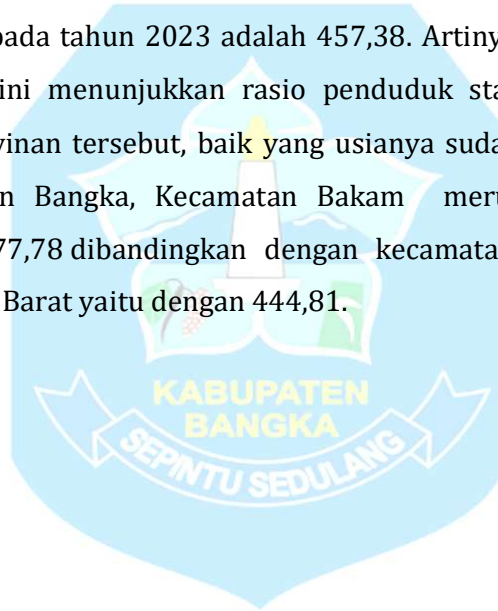 pada tahun 2023 adalah 457,38. Artiny
ini menunjukkan rasio penduduk sta
inan tersebut, baik yang usianya suda
n Bangka, Kecamatan Bakam meru
77,78 dibandingkan dengan kecamata
Barat yaitu dengan 444,81.
KABUPATEN
BANGKA
SEPINTU SEDULANG